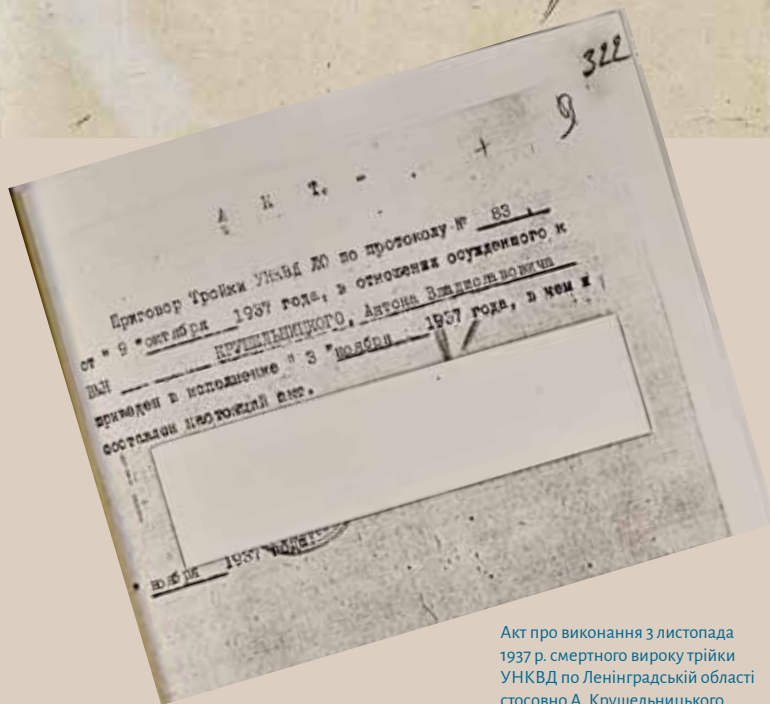 322
9
А К Т. - .
Приговор Тройки УНКВД ЛО по протоколу № 83
от " 9 " октября 1937 года, в отношении осужденного к
ВМН КРУШЕЛЬНИЦКОГО, Антона Владиславовича
приведен в исполнение " 3 " ноября 1937 года, в чем и
составлен настоящий акт.
" ноября 1937 года
Акт про виконання 3 листопада
1937 р. смертного вироку трійки
УНКВД по Ленінградській області
стосовно А. Крушельницького